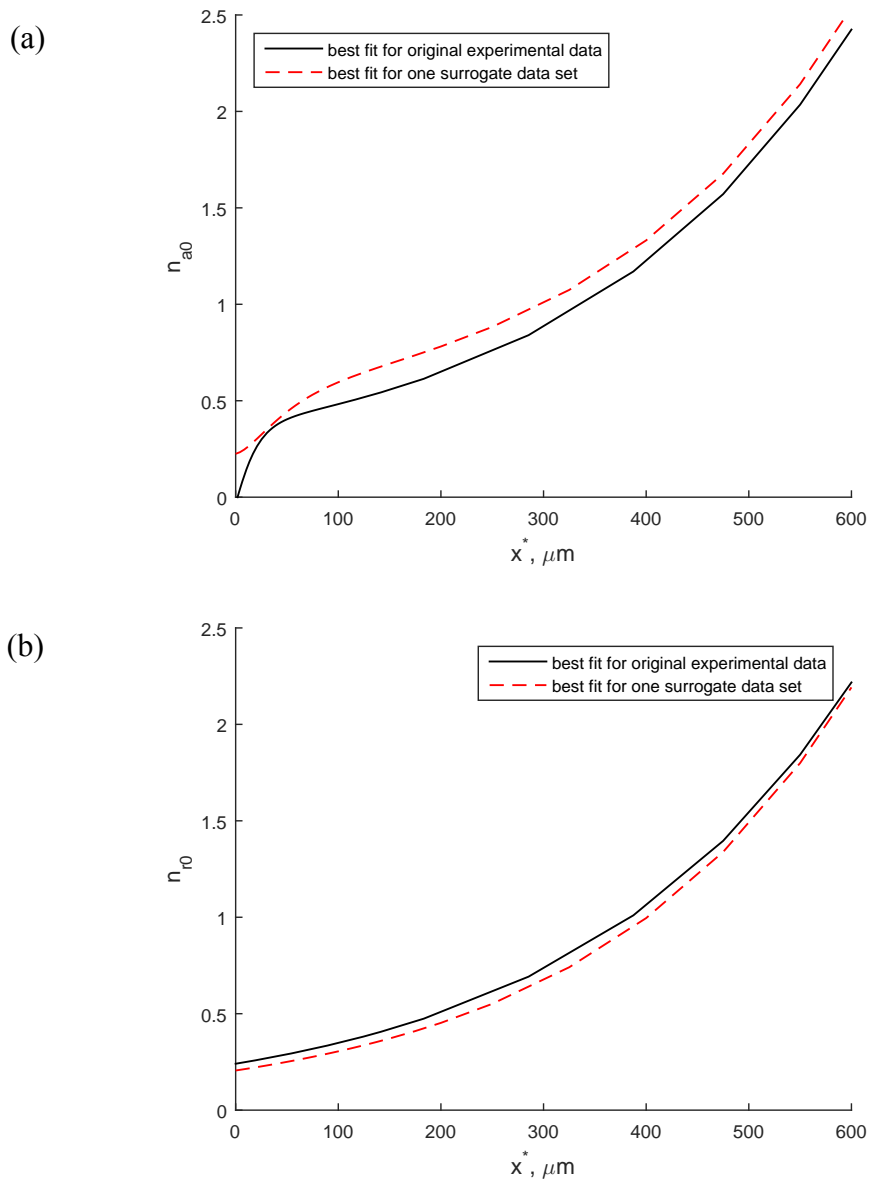 (a)
2.5
2
1.5
1
0.5
0
n_a0
best fit for original experimental data
best fit for one surrogate data set
0 100 200 300 400 500 600
x*, μm
(b)
2.5
2
1.5
1
0.5
0
n_r0
best fit for original experimental data
best fit for one surrogate data set
0 100 200 300 400 500 600
x*, μm